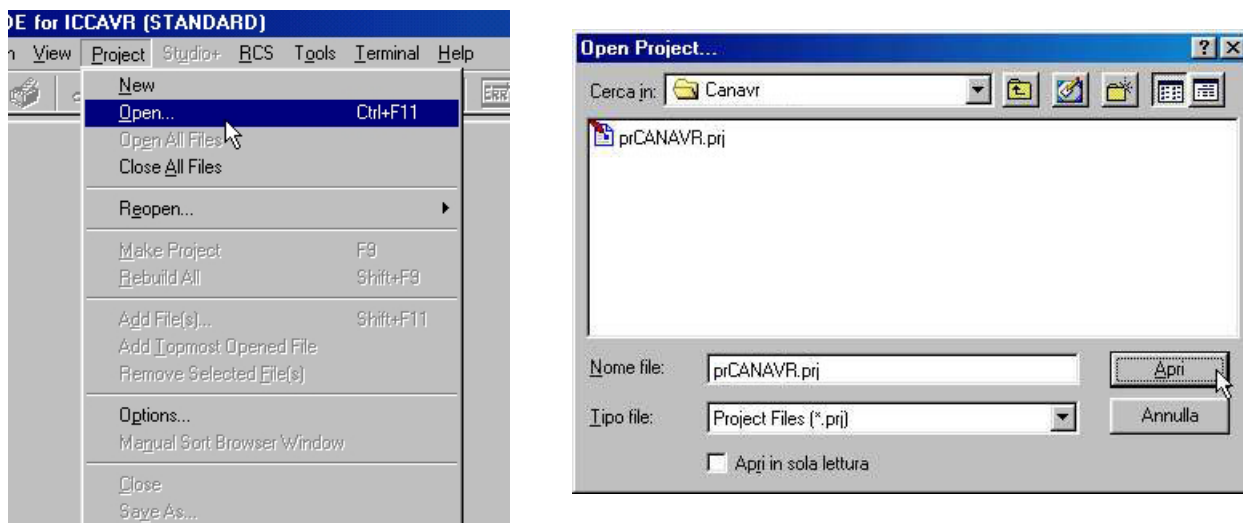 DE for ICCAVR (STANDARD)
View Project Studio+ RCS Tools Terminal Help
New
Open... Ctrl+F11
Open All Files
Close All Files
Reopen...
Make Project F9
Rebuild All Shift+F9
Add File(s)... Shift+F11
Add Topmost Opened File
Remove Selected File(s)
Options...
Manual Sort Browser Window
Close
Save As...
ERR
Open Project...
Cerca in: Canavr
prCANAVR.prj
Nome file: prCANAVR.prj Apri
Tipo file: Project Files (*.prj) Annulla
Apri in sola lettura